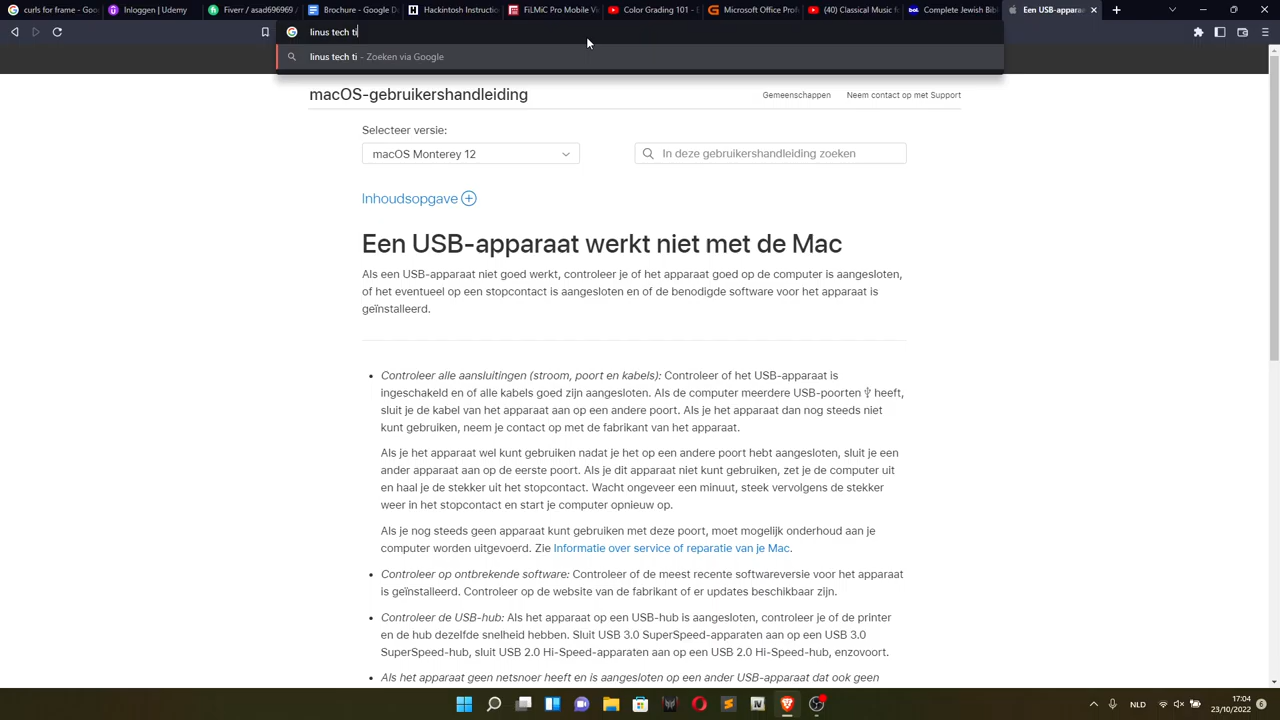 curls for frame - Goo
Inloggen | Udemy
Fiverr / asad696969 /
Brochure - Google D
Hackintosh Instructio
FiLMiC Pro Mobile Vi
Color Grading 101 - E
Microsoft Office Prof
(40) Classical Music fo
Complete Jewish Bibl
Een USB-apparaat
linus tech ti
linus tech ti - Zoeken via Google
macOS-gebruikershandleiding
Gemeenschappen
Neem contact op met Support
Selecteer versie:
macOS Monterey 12
In deze gebruikershandleiding zoeken
Inhoudsopgave
Een USB-apparaat werkt niet met de Mac
Als een USB-apparaat niet goed werkt, controleer je of het apparaat goed op de computer is aangesloten,
of het eventueel op een stopcontact is aangesloten en of de benodigde software voor het apparaat is
geïnstalleerd.
• Controleer alle aansluitingen (stroom, poort en kabels): Controleer of het USB-apparaat is
ingeschakeld en of alle kabels goed zijn aangesloten. Als de computer meerdere USB-poorten heeft,
sluit je de kabel van het apparaat aan op een andere poort. Als je het apparaat dan nog steeds niet
kunt gebruiken, neem je contact op met de fabrikant van het apparaat.
Als je het apparaat wel kunt gebruiken nadat je het op een andere poort hebt aangesloten, sluit je een
ander apparaat aan op de eerste poort. Als je dit apparaat niet kunt gebruiken, zet je de computer uit
en haal je de stekker uit het stopcontact. Wacht ongeveer een minuut, steek vervolgens de stekker
weer in het stopcontact en start je computer opnieuw op.
Als je nog steeds geen apparaat kunt gebruiken met deze poort, moet mogelijk onderhoud aan je
computer worden uitgevoerd. Zie Informatie over service of reparatie van je Mac.
• Controleer op ontbrekende software: Controleer of de meest recente softwareversie voor het apparaat
is geïnstalleerd. Controleer op de website van de fabrikant of er updates beschikbaar zijn.
• Controleer de USB-hub: Als het apparaat op een USB-hub is aangesloten, controleer je of de printer
en de hub dezelfde snelheid hebben. Sluit USB 3.0 SuperSpeed-apparaten aan op een USB 3.0
SuperSpeed-hub, sluit USB 2.0 Hi-Speed-apparaten aan op een USB 2.0 Hi-Speed-hub, enzovoort.
• Als het apparaat geen netsnoer heeft en is aangesloten op een ander USB-apparaat dat ook geen
NLD
17:04
23/10/2022
6